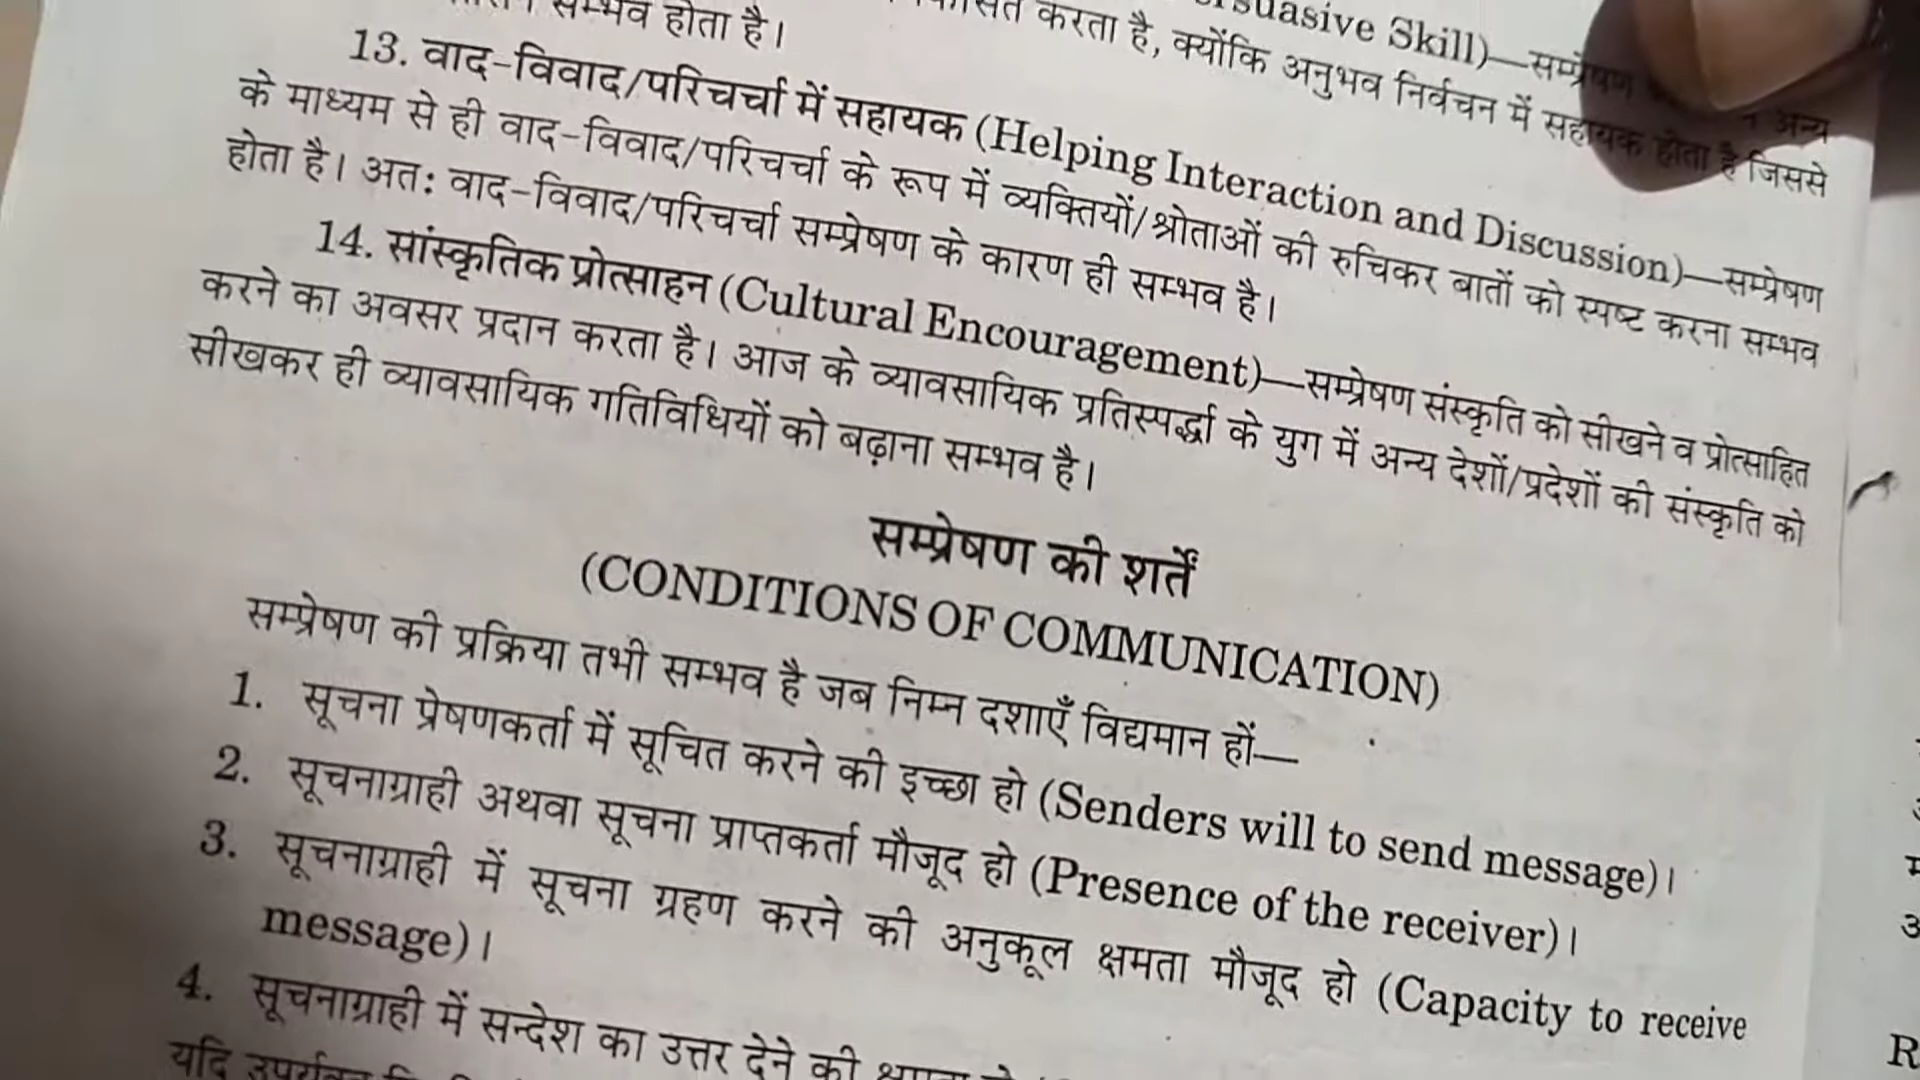 सम्भव होता है।
Skill)—सम्प्रेषण
करता है, क्योंकि अनुभव निर्वचन में सहायक होता है जिससे
13. वाद-विवाद/परिचर्चा में सहायक (Helping Interaction and Discussion)—सम्प्रेषण
के माध्यम से ही वाद-विवाद/परिचर्चा के रूप में व्यक्तियों/श्रोताओं की रुचिकर बातों को स्पष्ट करना सम्भव
होता है। अतः वाद-विवाद/परिचर्चा सम्प्रेषण के कारण ही सम्भव है।
14. सांस्कृतिक प्रोत्साहन (Cultural Encouragement)—सम्प्रेषण संस्कृति को सीखने व प्रोत्साहित
करने का अवसर प्रदान करता है। आज के व्यावसायिक प्रतिस्पर्द्धा के युग में अन्य देशों/प्रदेशों की संस्कृति को
सीखकर ही व्यावसायिक गतिविधियों को बढ़ाना सम्भव है।
सम्प्रेषण की शर्तें
(CONDITIONS OF COMMUNICATION)
सम्प्रेषण की प्रक्रिया तभी सम्भव है जब निम्न दशाएँ विद्यमान हों—
1. सूचना प्रेषणकर्ता में सूचित करने की इच्छा हो (Senders will to send message)।
2. सूचनाग्राही अथवा सूचना प्राप्तकर्ता मौजूद हो (Presence of the receiver)।
3. सूचनाग्राही में सूचना ग्रहण करने की अनुकूल क्षमता मौजूद हो (Capacity to receive
message)।
4. सूचनाग्राही में सन्देश का उत्तर देने की
यदि